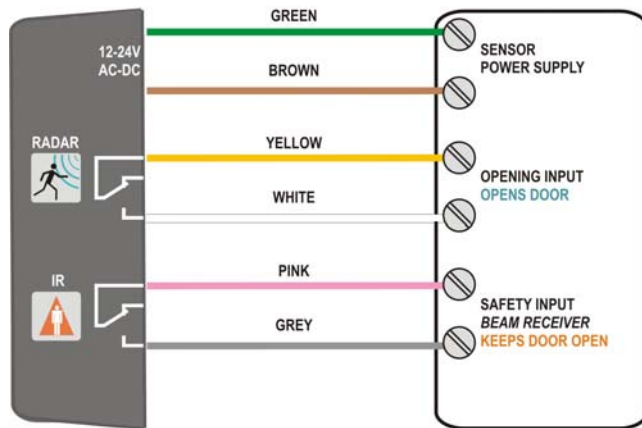 GREEN
12-24V
AC-DC
SENSOR
POWER SUPPLY
BROWN
RADAR
YELLOW
OPENING INPUT
OPENS DOOR
WHITE
IR
PINK
SAFETY INPUT
BEAM RECEIVER
KEEPS DOOR OPEN
GREY